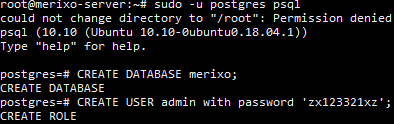 root@merixo-server:~# sudo -u postgres psql
could not change directory to "/root": Permission denied
psql (10.10 (Ubuntu 10.10-0ubuntu0.18.04.1))
Type "help" for help.

postgres=# CREATE DATABASE merixo;
CREATE DATABASE
postgres=# CREATE USER admin with password 'zx123321xz';
CREATE ROLE